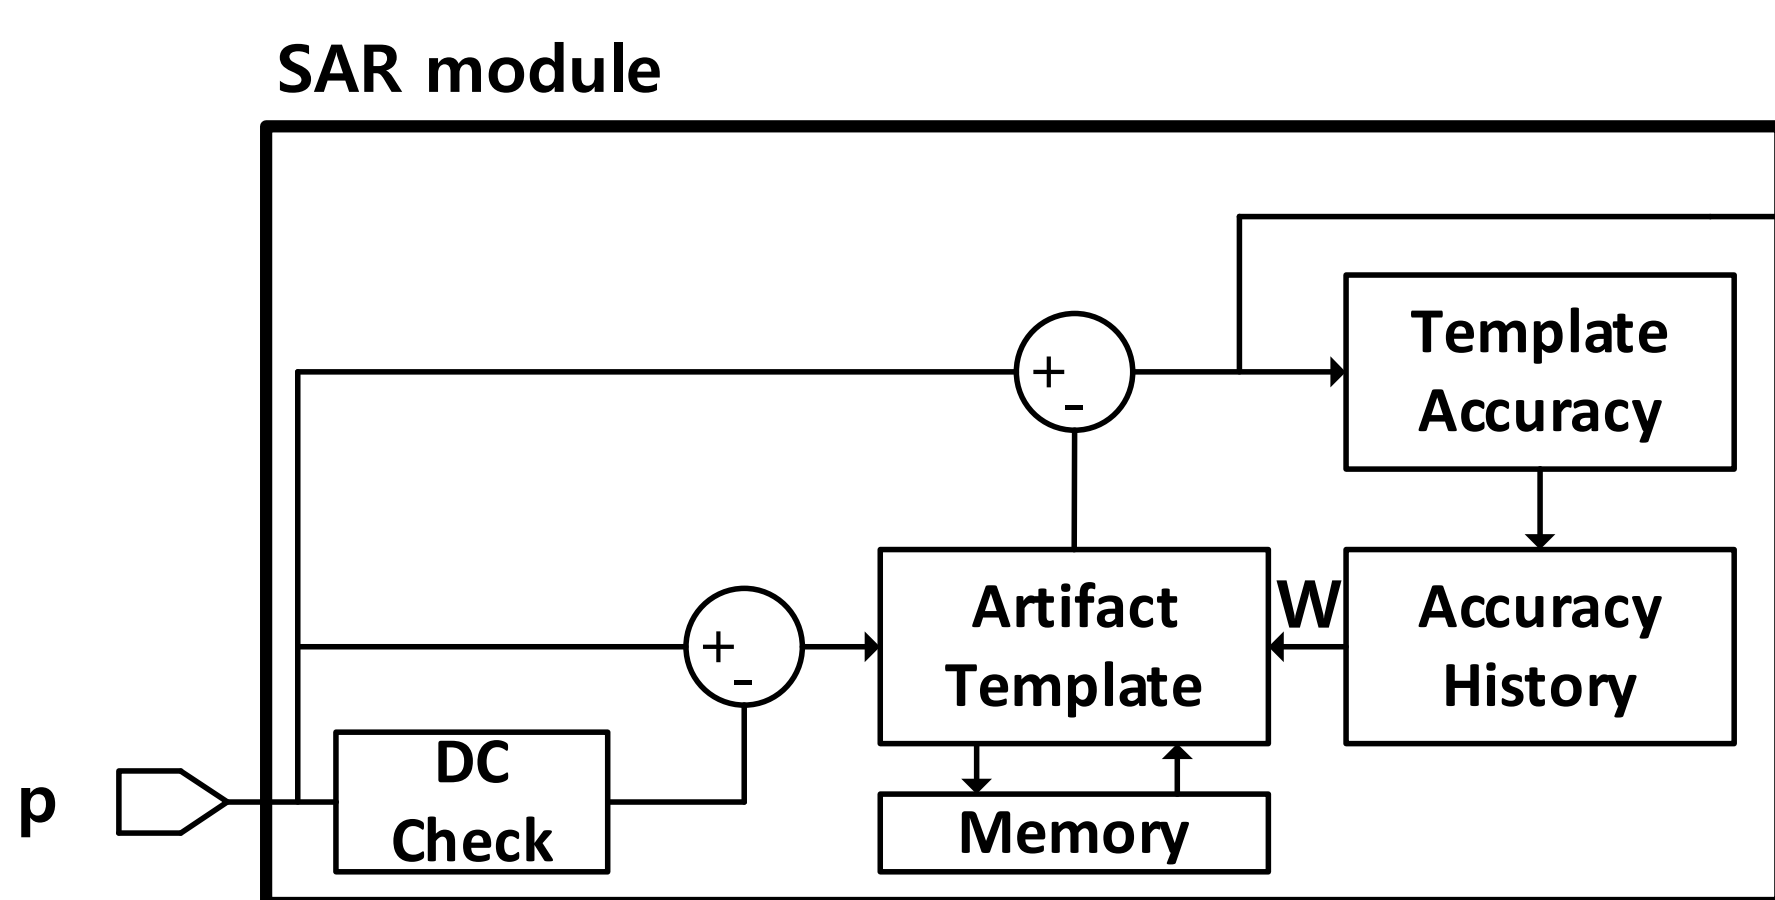 SAR module
Template
Accuracy
+
-
Artifact
Template
W
Accuracy
History
+
-
DC
Check
p
Memory